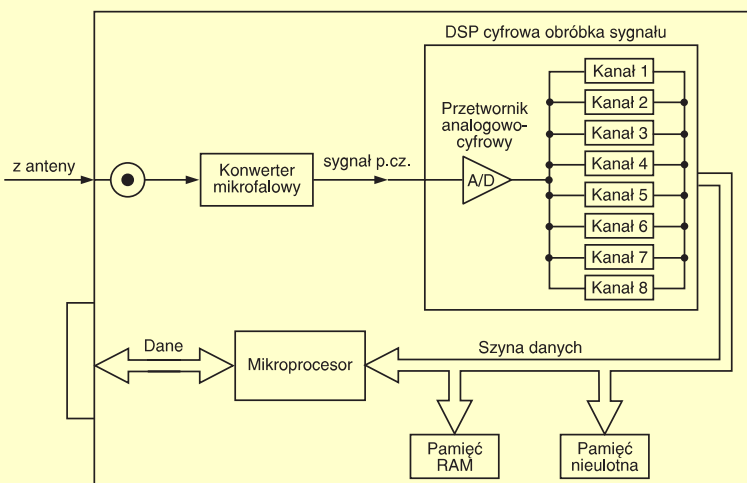 DSP cyfrowa obróbka sygnału
Kanał 1
Kanał 2
Przetwornik
analogowo-
cyfrowy
Kanał 3
z anteny
Konwerter
mikrofalowy
sygnał p.cz.
A/D
Kanał 4
Kanał 5
Kanał 6
Kanał 7
Kanał 8
Dane
Mikroprocesor
Szyna danych
Pamięć
RAM
Pamięć
nieulotna